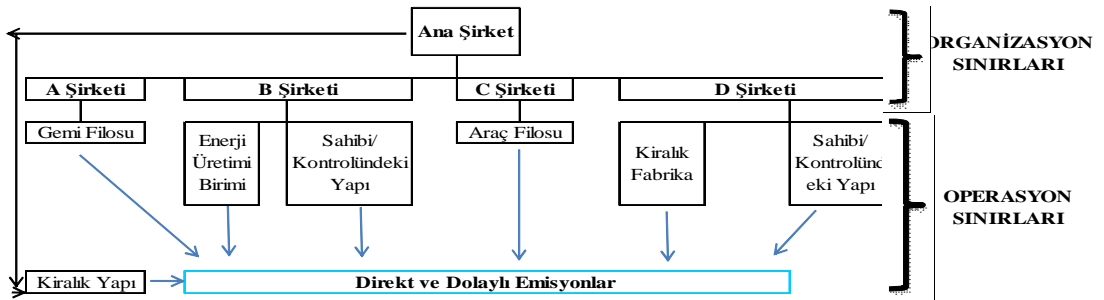 Ana Şirket
ORGANİZASYON
SINIRLARI
A Şirketi
B Şirketi
C Şirketi
D Şirketi
Gemi Filosu
Enerji
Üretimi
Birimi
Sahibi/
Kontrolündeki
Yapı
Araç Filosu
Kiralık
Fabrika
Sahibi/
Kontrolünd
eki Yapı
OPERASYON
SINIRLARI
Kiralık Yapı
Direkt ve Dolaylı Emisyonlar